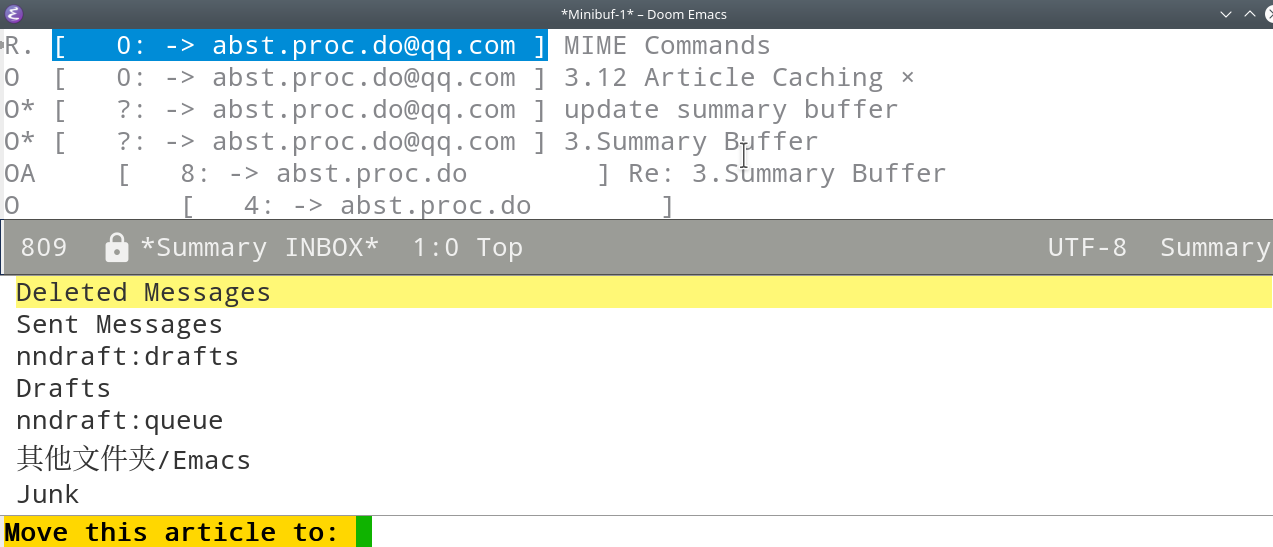 *Minibuf-1* – Doom Emacs
R. [   0: -> abst.proc.do@qq.com ] MIME Commands
O  [   0: -> abst.proc.do@qq.com ] 3.12 Article Caching ×
O* [   ?: -> abst.proc.do@qq.com ] update summary buffer
O* [   ?: -> abst.proc.do@qq.com ] 3.Summary Buffer
OA     [   8: -> abst.proc.do        ] Re: 3.Summary Buffer
O          [   4: -> abst.proc.do        ]
809 *Summary INBOX* 1:0 Top UTF-8 Summary
Deleted Messages
Sent Messages
nndraft:drafts
Drafts
nndraft:queue
其他文件夹/Emacs
Junk
Move this article to: